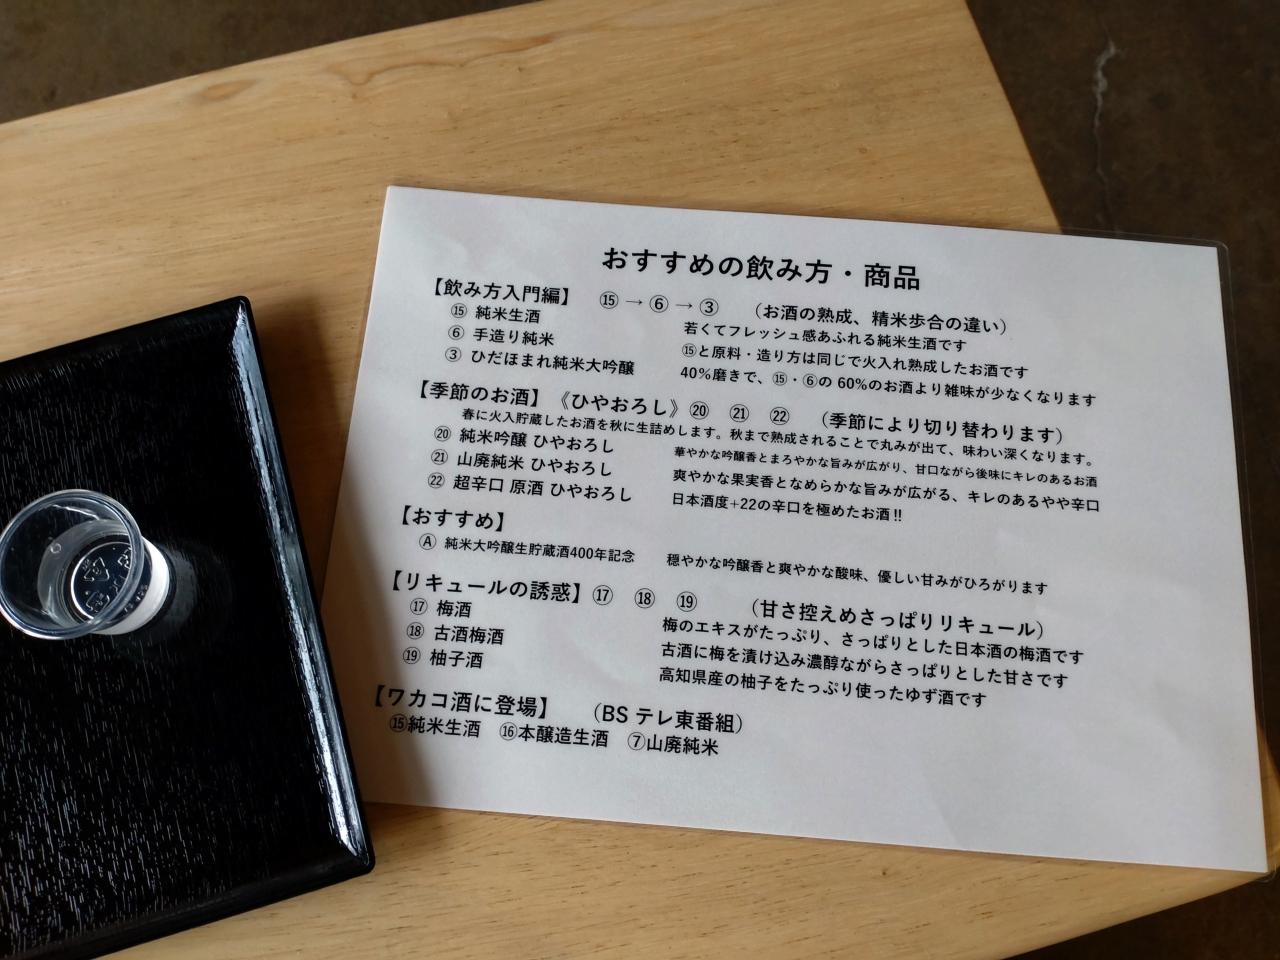 おすすめの飲み方・商品
【飲み方入門編】 ⑮→⑥→③ （お酒の熟成、精米歩合の違い）
⑮ 純米生酒 若くてフレッシュ感あふれる純米生酒です
⑥ 手造り純米 ⑮と原料・造り方は同じで火入れ熟成したお酒です
③ ひだほまれ純米大吟醸 40%磨きで、⑮・⑥の 60%のお酒より雑味が少なくなります
【季節のお酒】《ひやおろし》⑳ ㉑ ㉒ （季節により切り替わります）
春に火入貯蔵したお酒を秋に生詰めします。秋まで熟成されることで丸みが出て、味わい深くなります。
⑳ 純米吟醸 ひやおろし 華やかな吟醸香とまろやかな旨みが広がり、甘口ながら後味にキレのあるお酒
㉑ 山廃純米 ひやおろし 爽やかな果実香となめらかな旨みが広がる、キレのあるやや辛口
㉒ 超辛口 原酒 ひやおろし 日本酒度+22の辛口を極めたお酒‼
【おすすめ】
Ⓐ 純米大吟醸生貯蔵酒400年記念 穏やかな吟醸香と爽やかな酸味、優しい甘みがひろがります
【リキュールの誘惑】⑰ ⑱ ⑲ （甘さ控えめさっぱりリキュール）
⑰ 梅酒 梅のエキスがたっぷり、さっぱりとした日本酒の梅酒です
⑱ 古酒梅酒 古酒に梅を漬け込み濃醇ながらさっぱりとした甘さです
⑲ 柚子酒 高知県産の柚子をたっぷり使ったゆず酒です
【ワカコ酒に登場】 （BS テレ東番組）
⑮純米生酒 ⑯本醸造生酒 ⑦山廃純米